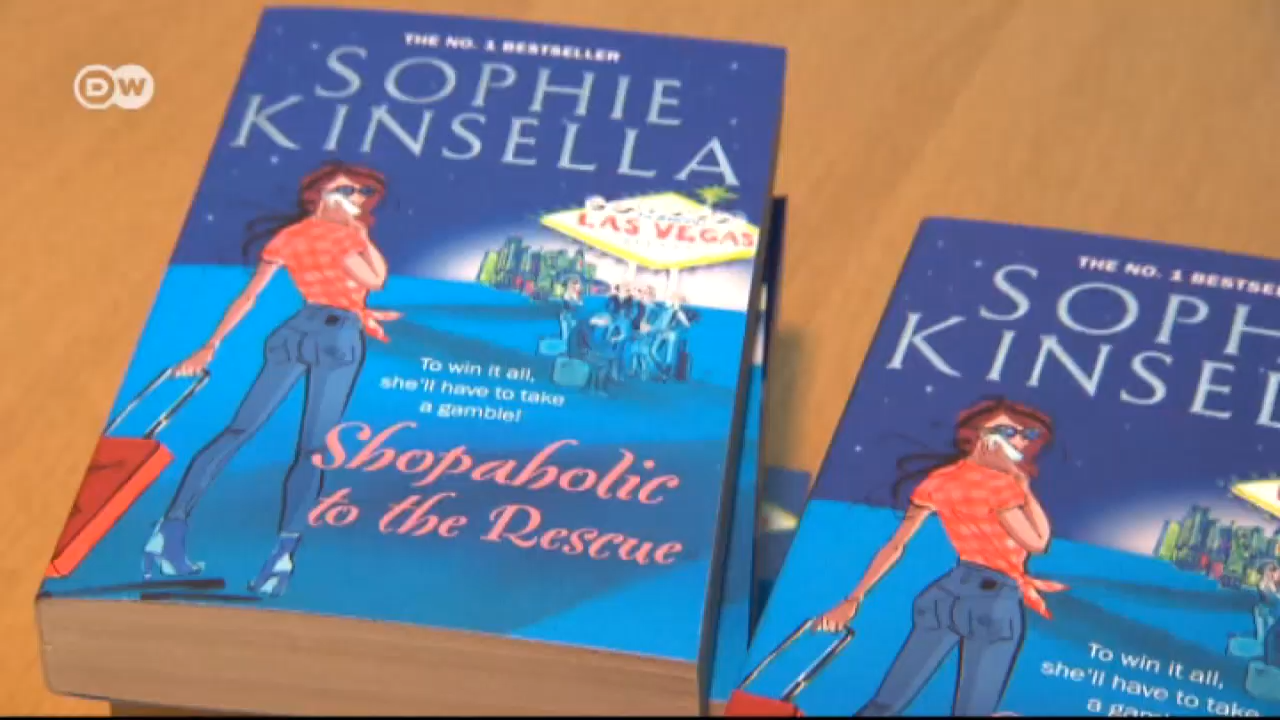 DW
THE NO. 1 BESTSELLER
SOPHIE
KINSELLA
LAS VEGAS
To win it all,
she'll have to take
a gamble!
Shopaholic
to the Rescue
THE NO. 1 BESTSE
SOPH
KINSEL
To win it all,
she'll have to take
a gam